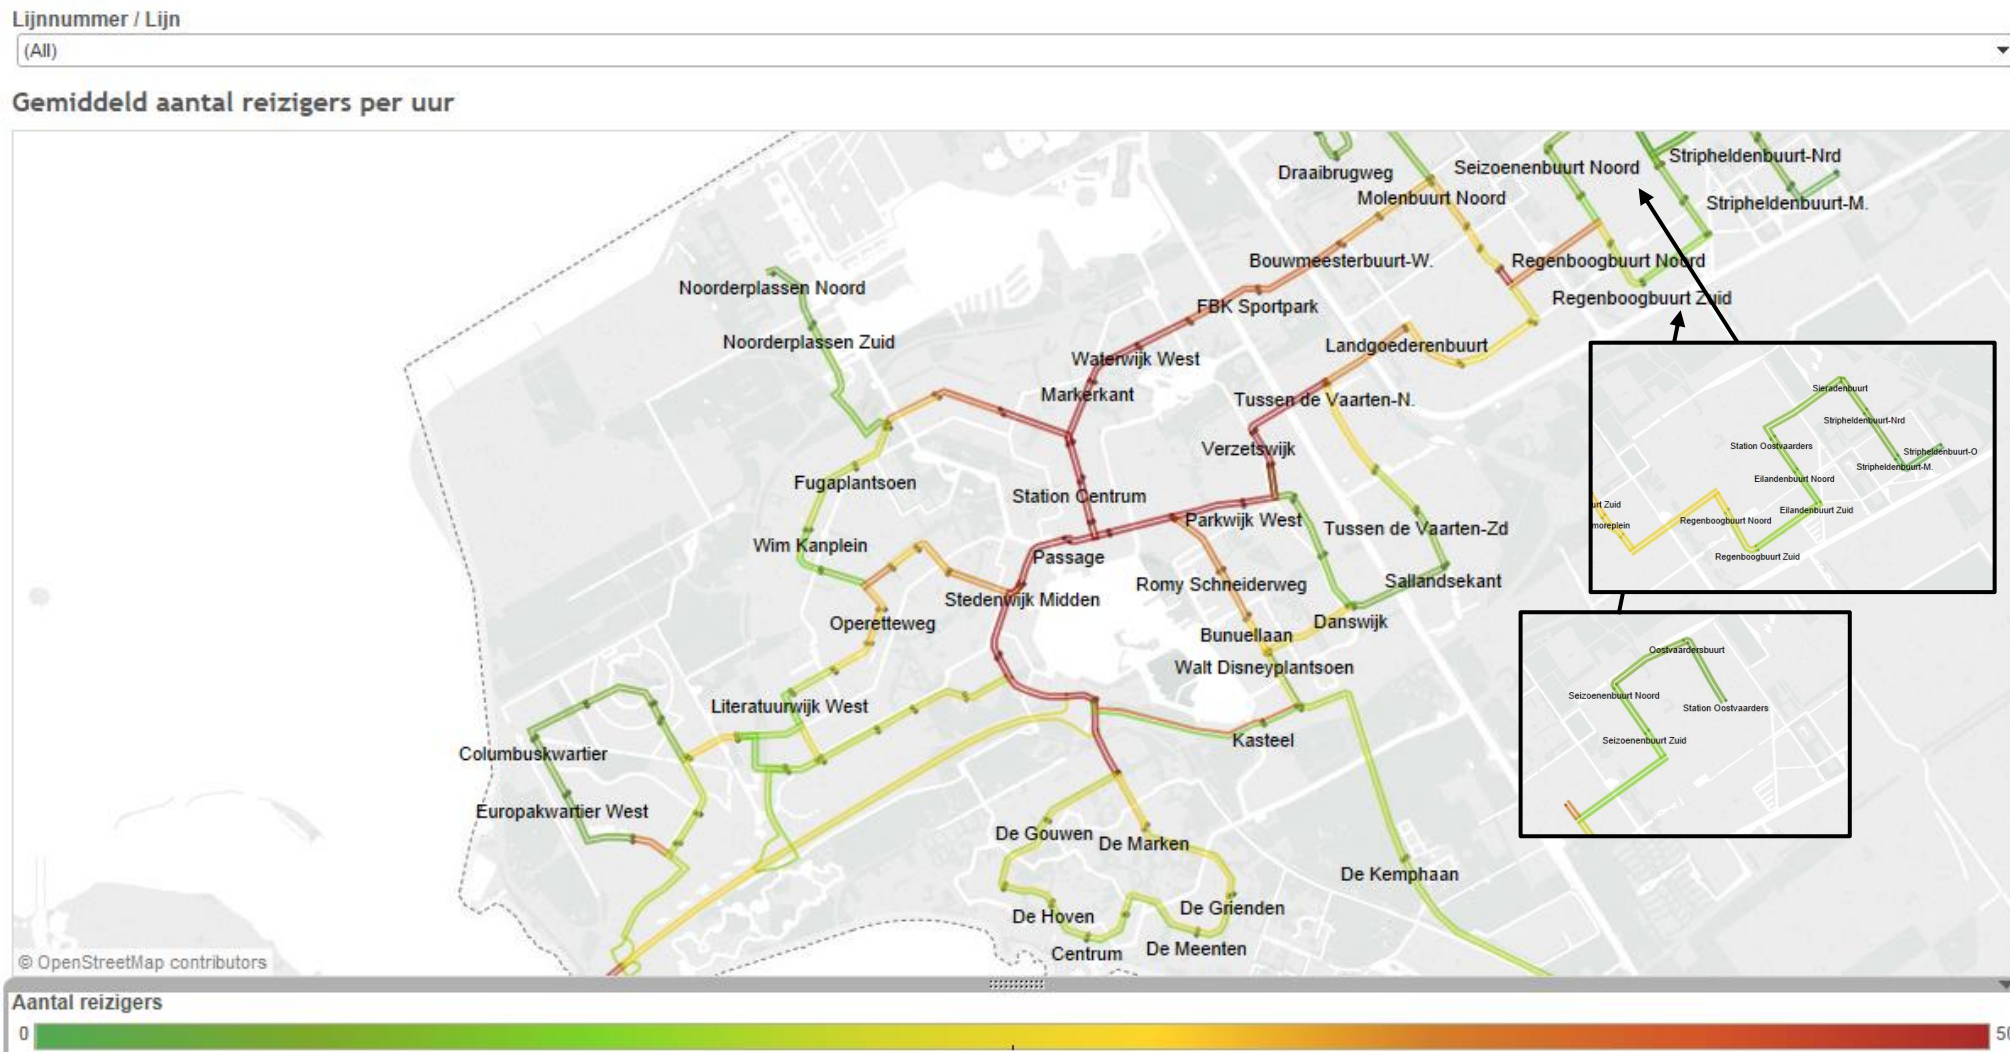 Lijnnummer / Lijn
(All)
Gemiddeld aantal reizigers per uur
Draaibrugweg
Seizoenenbuurt Noord
Stripheldenbuurt-Nrd
Molenbuurt Noord
Stripheldenbuurt-M.
Bouwmeesterbuurt-W.
Regenboogbuurt Noord
Noorderplassen Noord
FBK Sportpark
Regenboogbuurt Zuid
Noorderplassen Zuid
Landgoederenbuurt
Waterwijk West
Markerkant
Tussen de Vaarten-N.
Verzetswijk
Fugaplantsoen
Station Centrum
Parkwijk West
Tussen de Vaarten-Zd
Wim Kanplein
Passage
Romy Schneiderweg
Sallandsekant
Stedenwijk Midden
Operetteweg
Danswijk
Bunuellaan
Walt Disneyplantsoen
Literatuurwijk West
Kasteel
Columbuskwartier
Europakwartier West
De Gouwen
De Marken
De Kemphaan
De Hoven
De Grienden
Centrum
De Meenten
Sieradenbuurt
Stripheldenbuurt-Nrd
Station Oostvaarders
Stripheldenbuurt-O
Stripheldenbuurt-M.
Eilandenbuurt Noord
urt Zuid
Eilandenbuurt Zuid
moreplein
Regenboogbuurt Noord
Regenboogbuurt Zuid
Oostvaardersbuurt
Seizoenenbuurt Noord
Station Oostvaarders
Seizoenenbuurt Zuid
© OpenStreetMap contributors
Aantal reizigers
0